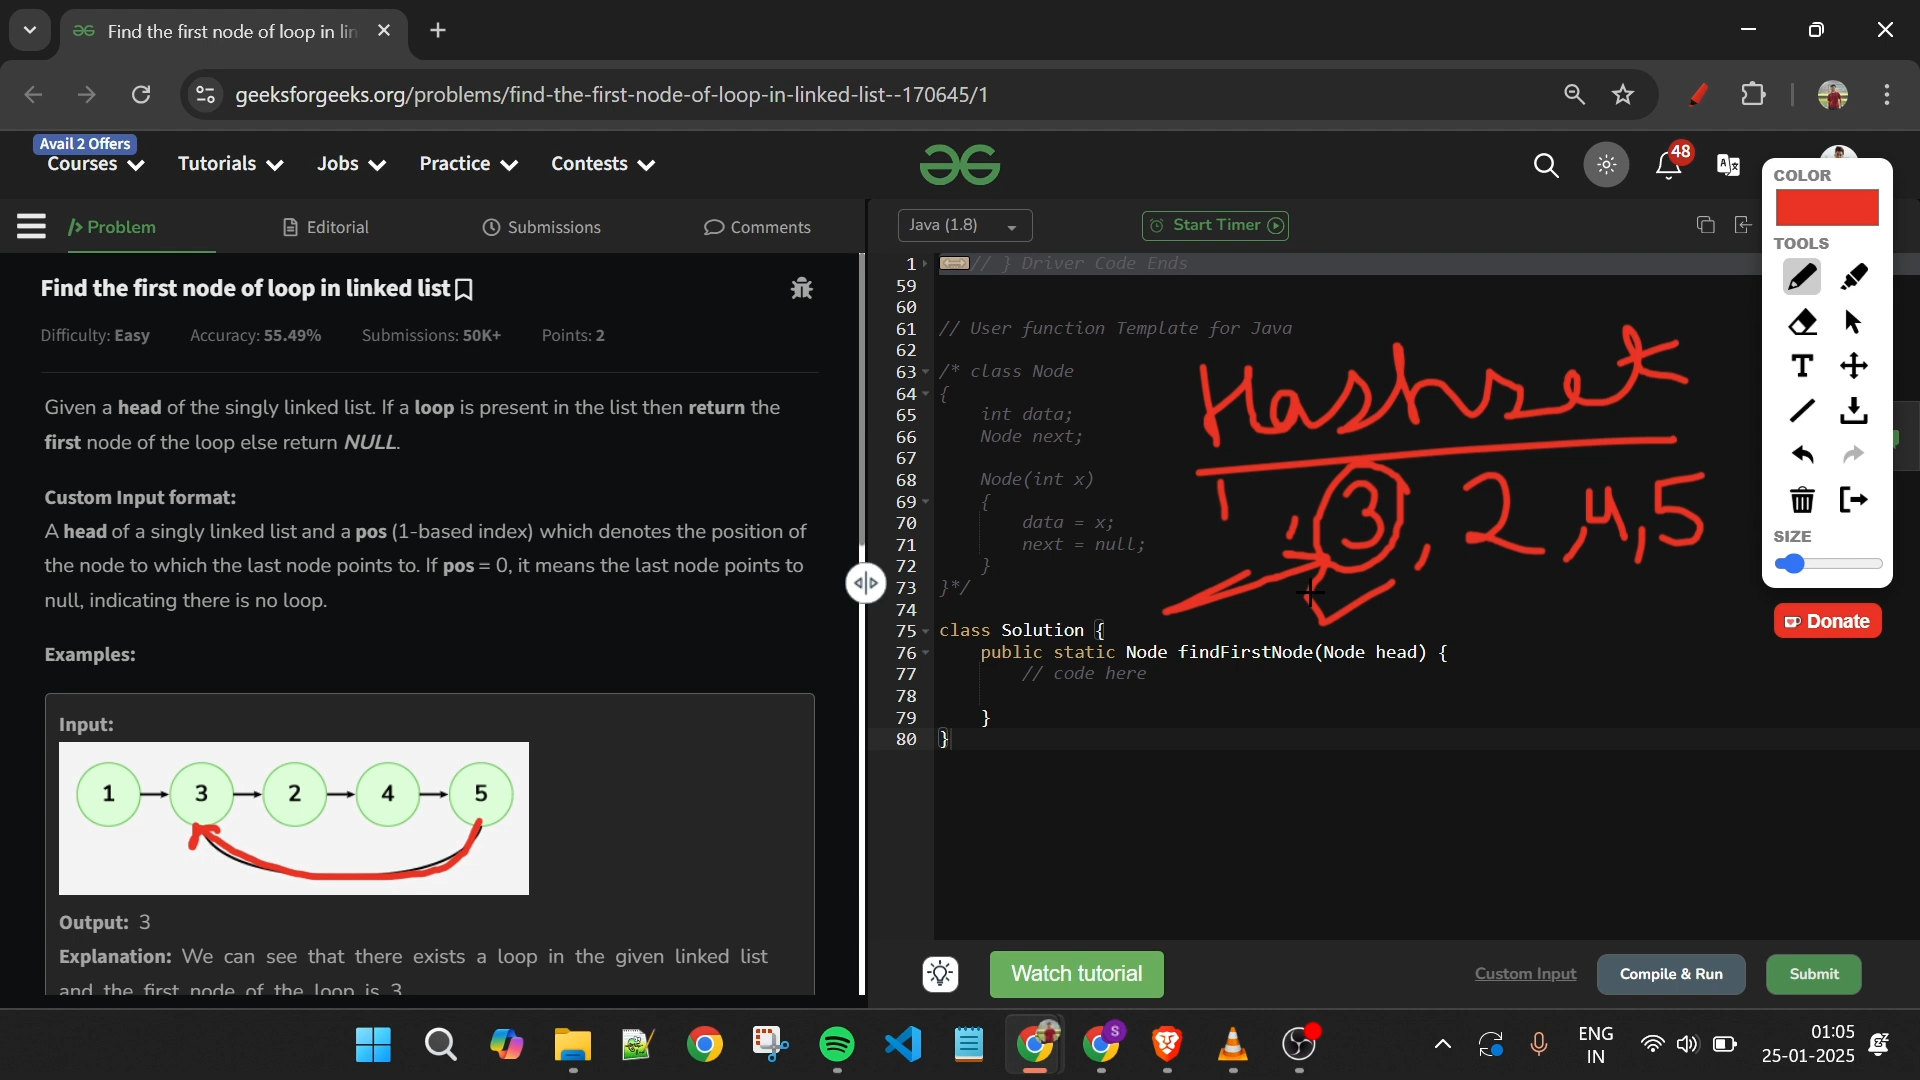 Find the first node of loop in lin
geeksforgeeks.org/problems/find-the-first-node-of-loop-in-linked-list--170645/1
Avail 2 Offers
Courses Tutorials Jobs Practice Contests
48
Problem Editorial Submissions Comments
Java (1.8) Start Timer
Find the first node of loop in linked list
Difficulty: Easy Accuracy: 55.49% Submissions: 50K+ Points: 2
Given a head of the singly linked list. If a loop is present in the list then return the
first node of the loop else return NULL.
Custom Input format:
A head of a singly linked list and a pos (1-based index) which denotes the position of
the node to which the last node points to. If pos = 0, it means the last node points to
null, indicating there is no loop.
Examples:
Input:
1 3 2 4 5
Output: 3
Explanation: We can see that there exists a loop in the given linked list
and the first node of the loop is 3
1 // } Driver Code Ends
59
60
61 // User function Template for Java
62
63 /* class Node
64 {
65 int data;
66 Node next;
67
68 Node(int x)
69 {
70 data = x;
71 next = null;
72 }
73 }*/
74
75 class Solution {
76 public static Node findFirstNode(Node head) {
77 // code here
78
79 }
80 }
Hashset
1, 3, 2, 4, 5
COLOR
TOOLS
T
SIZE
Donate
Watch tutorial Custom Input Compile & Run Submit
S
ENG
IN
01:05
25-01-2025